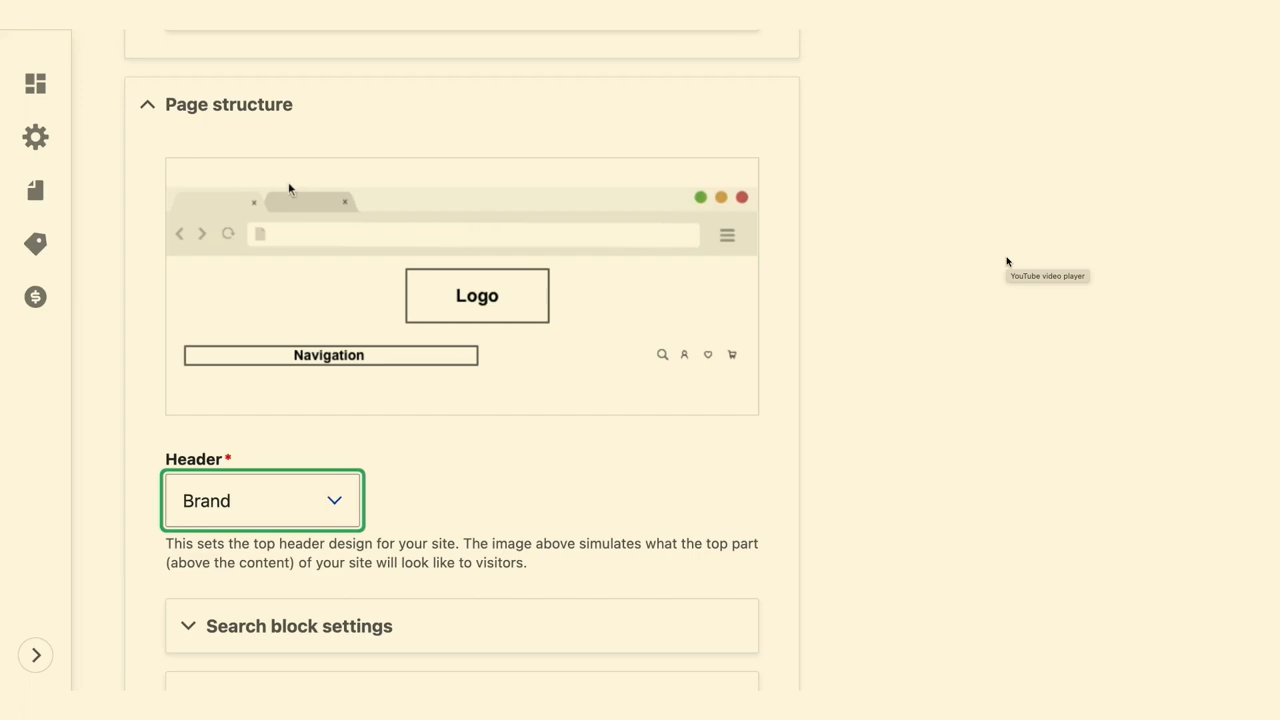 Page structure
Logo
Navigation
YouTube video player
Header*
Brand
This sets the top header design for your site. The image above simulates what the top part
(above the content) of your site will look like to visitors.
Search block settings